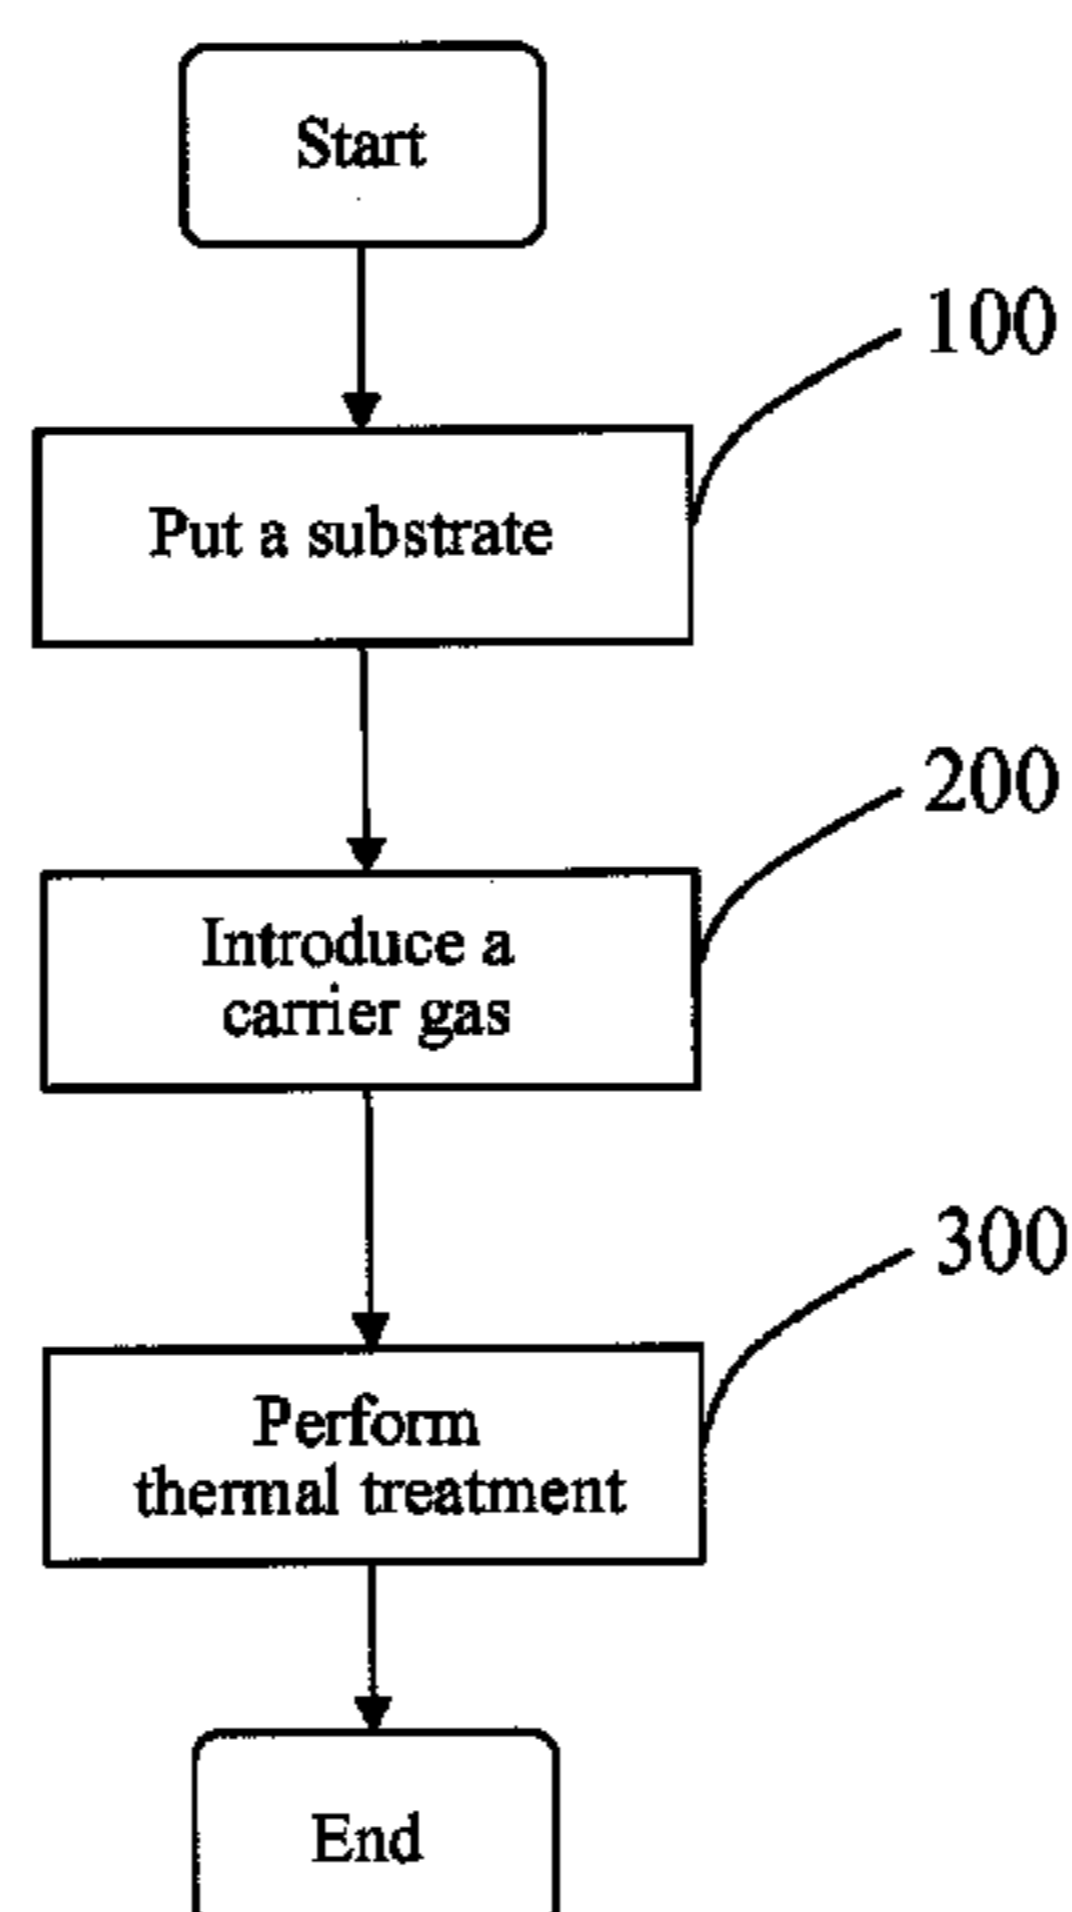 Start
100
Put a substrate
200
Introduce a
carrier gas
300
Perform
thermal treatment
End